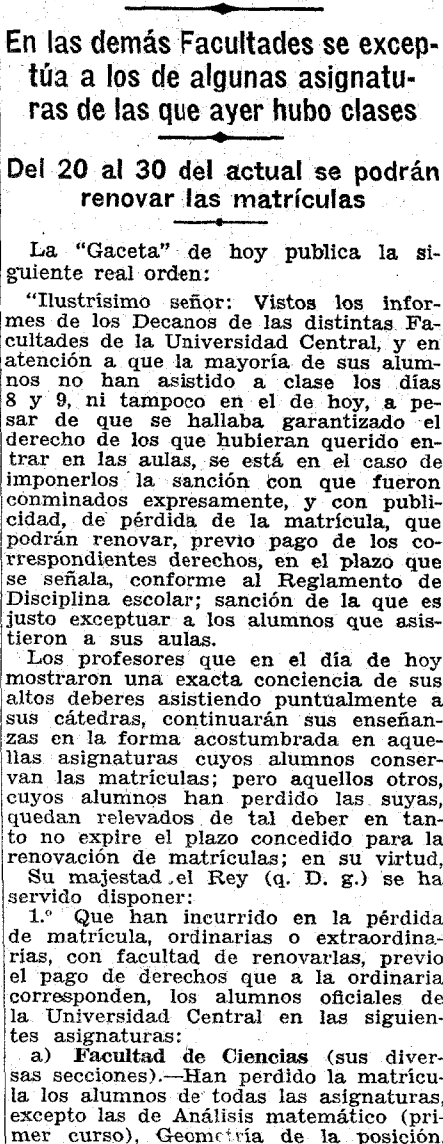 En las demás Facultades se excep-
túa a los de algunas asignatu-
ras de las que ayer hubo clases
Del 20 al 30 del actual se podrán
renovar las matrículas
La "Gaceta" de hoy publica la si-
guiente real orden:
"Ilustrísimo señor: Vistos los infor-
mes de los Decanos de las distintas Fa-
cultades de la Universidad Central, y en
atención a que la mayoría de sus alum-
nos no han asistido a clase los días
8 y 9, ni tampoco en el de hoy, a pe-
sar de que se hallaba garantizado el
derecho de los que hubieran querido en-
trar en las aulas, se está en el caso de
imponerlos la sanción con que fueron
conminados expresamente, y con publi-
cidad, de pérdida de la matrícula, que
podrán renovar, previo pago de los co-
rrespondientes derechos, en el plazo que
se señala, conforme al Reglamento de
Disciplina escolar; sanción de la que es
justo exceptuar a los alumnos que asis-
tieron a sus aulas.
Los profesores que en el día de hoy
mostraron una exacta conciencia de sus
altos deberes asistiendo puntualmente a
sus cátedras, continuarán sus enseñan-
zas en la forma acostumbrada en aque-
llas asignaturas cuyos alumnos conser-
van las matrículas; pero aquellos otros,
cuyos alumnos han perdido las suyas,
quedan relevados de tal deber en tan-
to no expire el plazo concedido para la
renovación de matrículas; en su virtud,
Su majestad el Rey (q. D. g.) se ha
servido disponer:
1.º Que han incurrido en la pérdida
de matrícula, ordinarias o extraordina-
rias, con facultad de renovarlas, previo
el pago de derechos que a la ordinaria
corresponden, los alumnos oficiales de
la Universidad Central en las siguien-
tes asignaturas:
a) Facultad de Ciencias (sus diver-
sas secciones).—Han perdido la matrícu-
la los alumnos de todas las asignaturas,
excepto las de Análisis matemático (pri-
mer curso), Geometría de la posición,